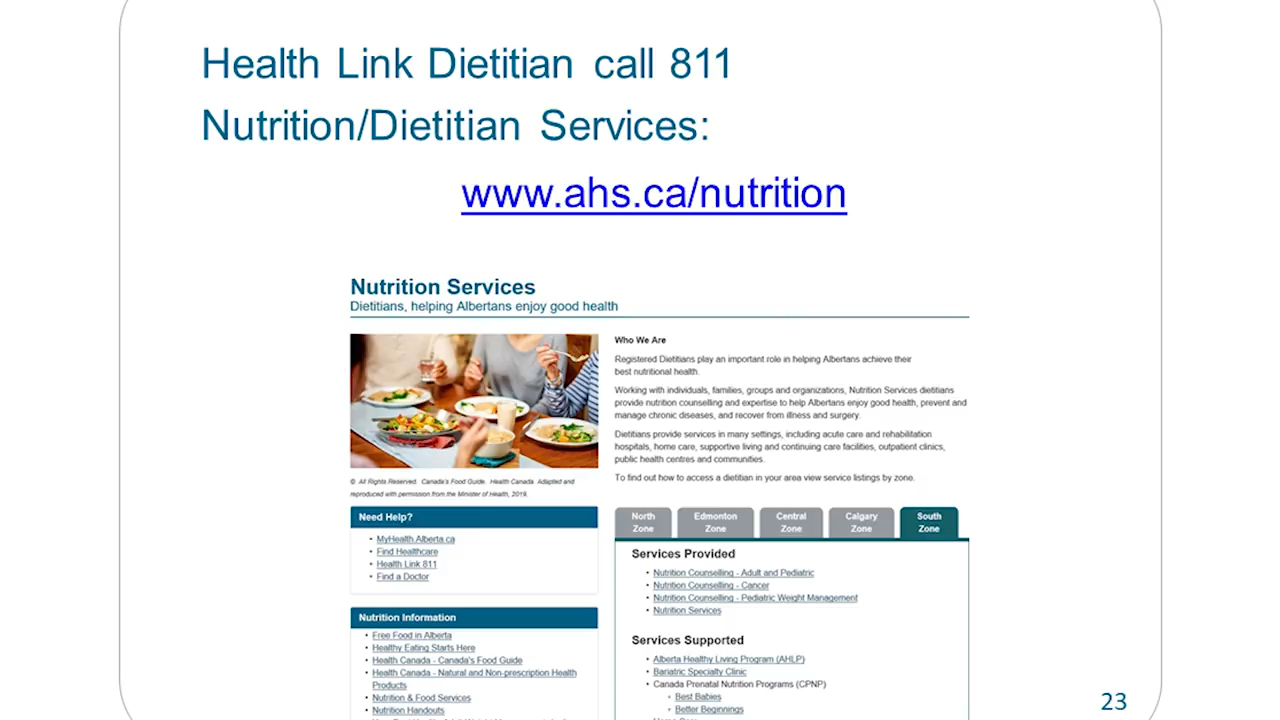 Health Link Dietitian call 811
Nutrition/Dietitian Services:
www.ahs.ca/nutrition
Nutrition Services
Dietitians, helping Albertans enjoy good health
© All Rights Reserved. Canada's Food Guide. Health Canada. Adapted and
reproduced with permission from the Minister of Health, 2019.
Need Help?
• MyHealth.Alberta.ca
• Find Healthcare
• Health Link 811
• Find a Doctor
Nutrition Information
• Free Food in Alberta
• Healthy Eating Starts Here
• Health Canada - Canada's Food Guide
• Health Canada - Natural and Non-prescription Health
Products
• Nutrition & Food Services
• Nutrition Handouts
Who We Are
Registered Dietitians play an important role in helping Albertans achieve their
best nutritional health.
Working with individuals, families, groups and organizations, Nutrition Services dietitians
provide nutrition counselling and expertise to help Albertans enjoy good health, prevent and
manage chronic diseases, and recover from illness and surgery.
Dietitians provide services in many settings, including acute care and rehabilitation
hospitals, home care, supportive living and continuing care facilities, outpatient clinics,
public health centres and communities.
To find out how to access a dietitian in your area view service listings by zone.
North Zone
Edmonton Zone
Central Zone
Calgary Zone
South Zone
Services Provided
• Nutrition Counselling - Adult and Pediatric
• Nutrition Counselling - Cancer
• Nutrition Counselling - Pediatric Weight Management
• Nutrition Services
Services Supported
• Alberta Healthy Living Program (AHLP)
• Bariatric Specialty Clinic
• Canada Prenatal Nutrition Programs (CPNP)
Best Babies
Better Beginnings
23